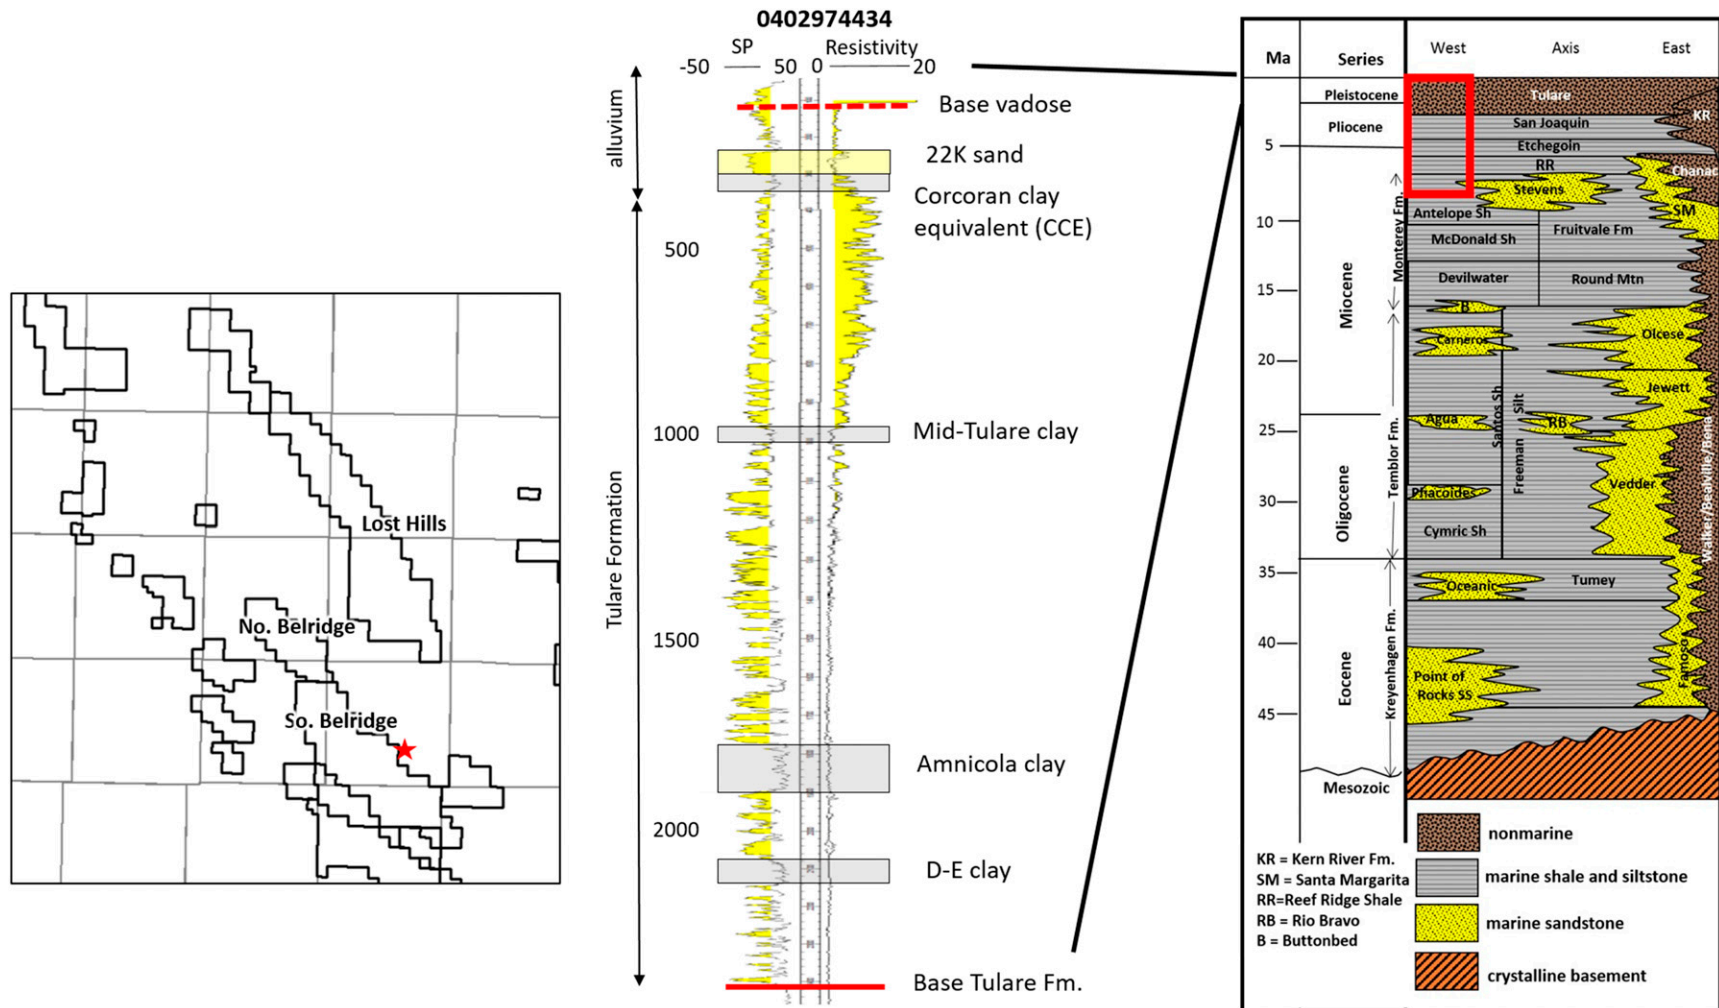 0402974434
SP
Resistivity
-50
50
0
20
alluvium
Base vadose
22K sand
Corcoran clay
equivalent (CCE)
500
Mid-Tulare clay
1000
Tulare Formation
1500
Amnicola clay
2000
D-E clay
Base Tulare Fm.
Lost Hills
No. Belridge
So. Belridge
Ma
Series
West
Axis
East
Pleistocene
Pliocene
Miocene
Oligocene
Eocene
Mesozoic
5
10
15
20
25
30
35
40
45
Monterey Fm.
Temblor Fm.
Kreyenhagen Fm.
Tulare
KR
San Joaquin
Etchegoin
RR
Chanac
Stevens
Antelope Sh
SM
McDonald Sh
Fruitvale Fm
Devilwater
Round Mtn
B
Carneros
Olcese
Santos Sh
Freeman
Silt
Jewett
Agua
RB
Vedder
Phacoides
Cymric Sh
Oceanic
Tumey
Point of
Rocks SS
Famoso
nonmarine
marine shale and siltstone
marine sandstone
crystalline basement
KR = Kern River Fm.
SM = Santa Margarita
RR=Reef Ridge Shale
RB = Rio Bravo
B = Buttonbed